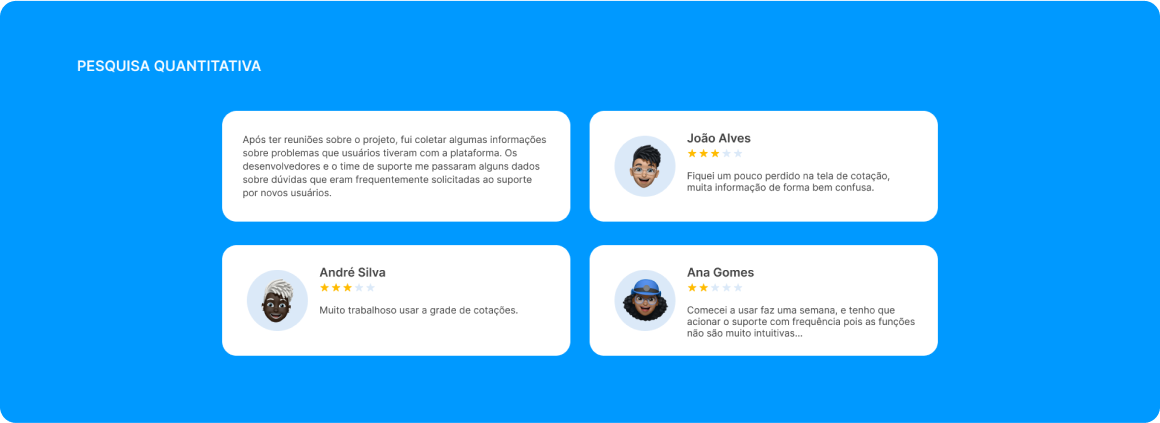 PESQUISA QUANTITATIVA
Após ter reuniões sobre o projeto, fui coletar algumas informações
sobre problemas que usuários tiveram com a plataforma. Os
desenvolvedores e o time de suporte me passaram alguns dados
sobre dúvidas que eram frequentemente solicitadas ao suporte
por novos usuários.
João Alves
Fiquei um pouco perdido na tela de cotação,
muita informação de forma bem confusa.
André Silva
Muito trabalhoso usar a grade de cotações.
Ana Gomes
Comecei a usar faz uma semana, e tenho que
acionar o suporte com frequência pois as funções
não são muito intuitivas...